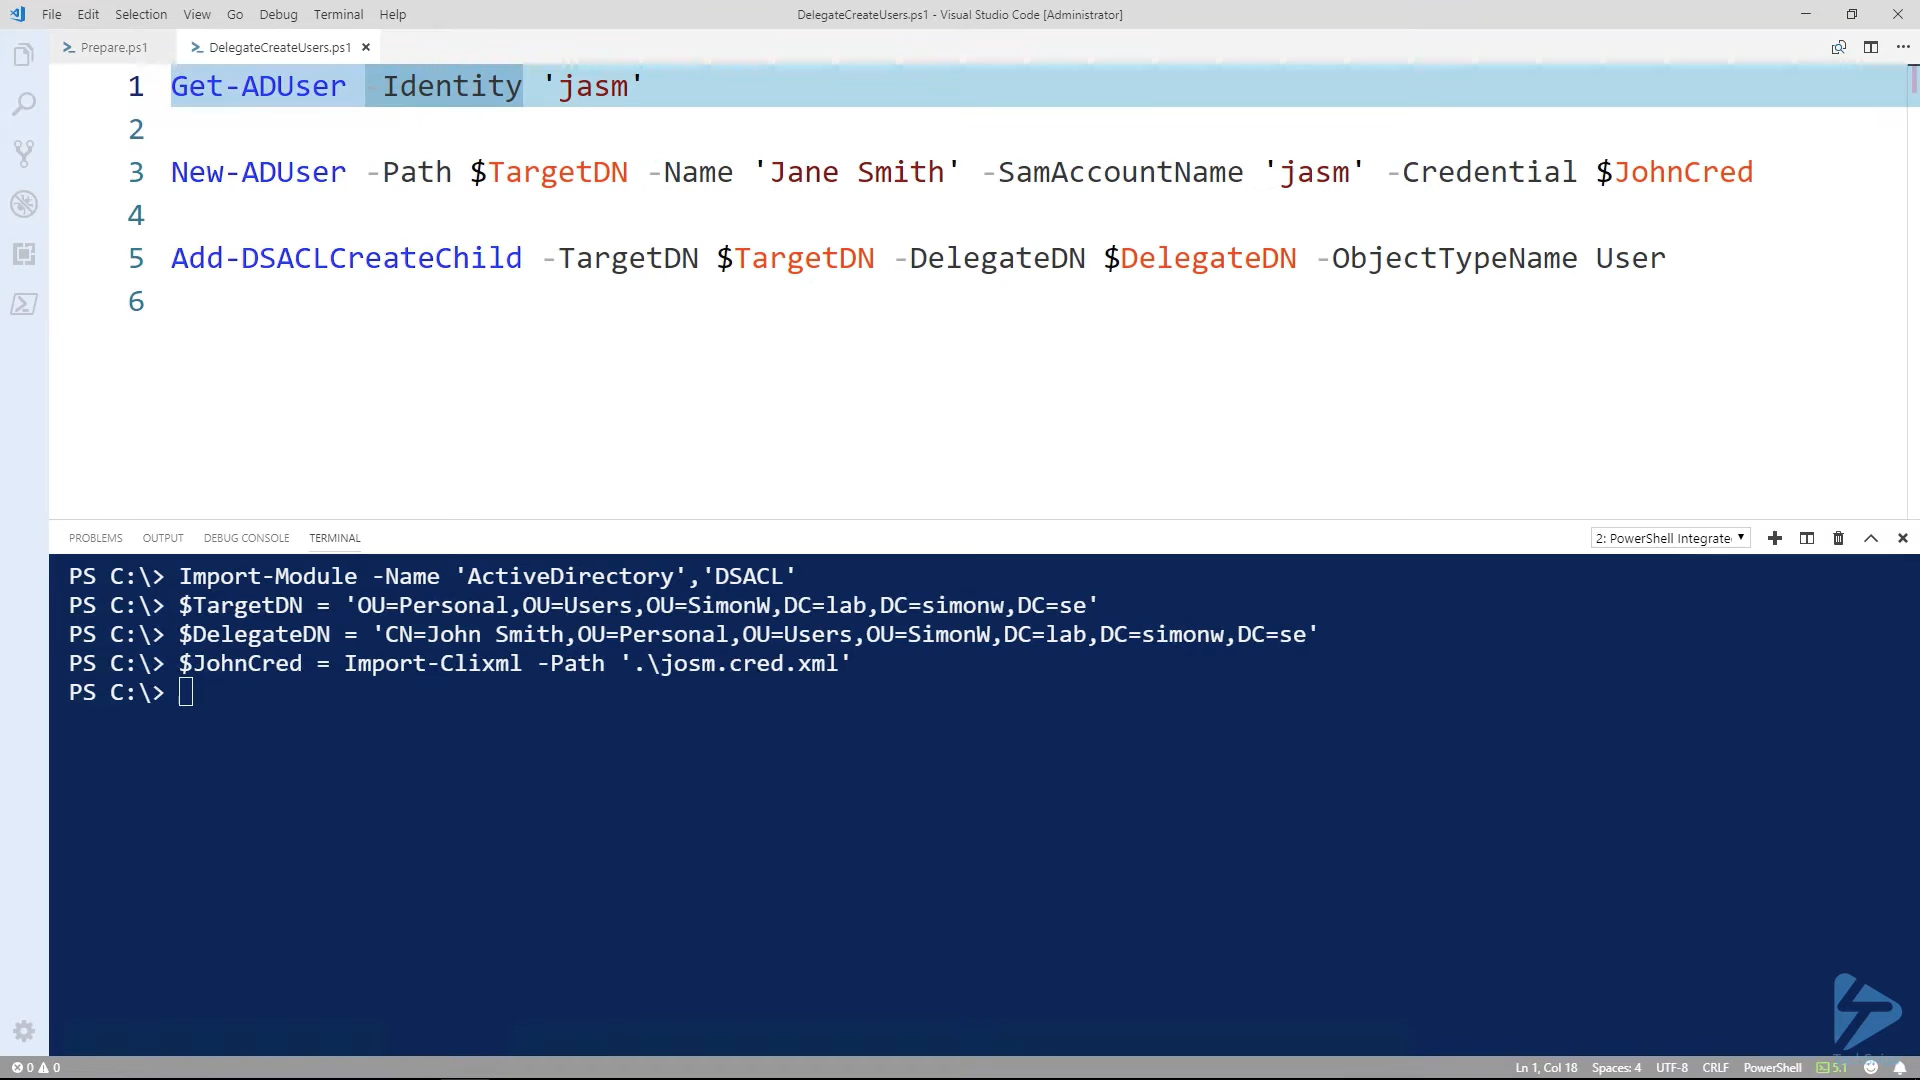 File Edit Selection View Go Debug Terminal Help
DelegateCreateUsers.ps1 - Visual Studio Code [Administrator]
Prepare.ps1
DelegateCreateUsers.ps1
1 Get-ADUser -Identity 'jasm'
2
3 New-ADUser -Path $TargetDN -Name 'Jane Smith' -SamAccountName 'jasm' -Credential $JohnCred
4
5 Add-DSACLCreateChild -TargetDN $TargetDN -DelegateDN $DelegateDN -ObjectTypeName User
6
PROBLEMS OUTPUT DEBUG CONSOLE TERMINAL
2: PowerShell Integrate
PS C:\> Import-Module -Name 'ActiveDirectory','DSACL'
PS C:\> $TargetDN = 'OU=Personal,OU=Users,OU=SimonW,DC=lab,DC=simonw,DC=se'
PS C:\> $DelegateDN = 'CN=John Smith,OU=Personal,OU=Users,OU=SimonW,DC=lab,DC=simonw,DC=se'
PS C:\> $JohnCred = Import-Clixml -Path '.\josm.cred.xml'
PS C:\>
0 0
Ln 1, Col 18 Spaces: 4 UTF-8 CRLF PowerShell 5.1